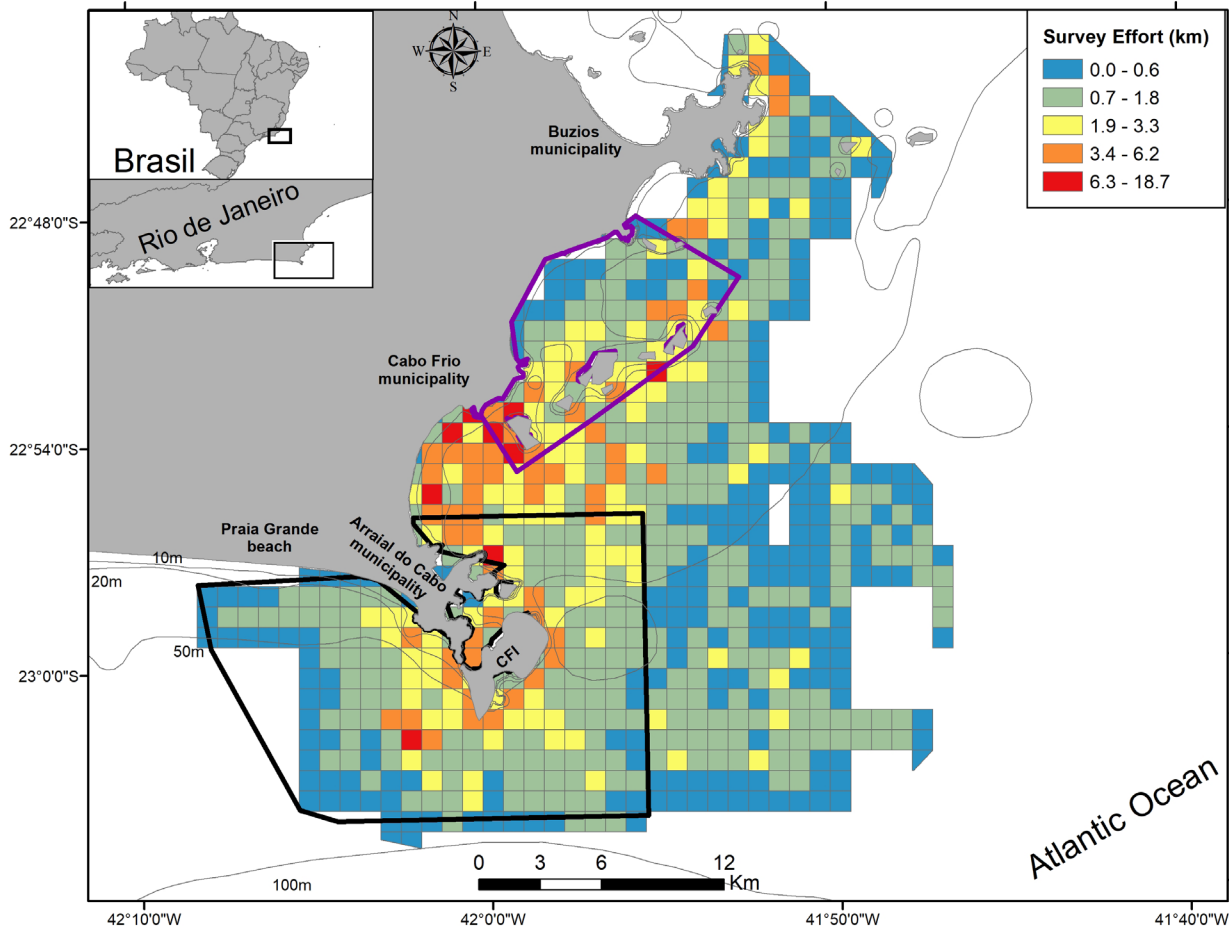 Brasil
Rio de Janeiro
N
W
E
S
Survey Effort (km)
0.0 - 0.6
0.7 - 1.8
1.9 - 3.3
3.4 - 6.2
6.3 - 18.7
Buzios
municipality
22°48'0"S
Cabo Frio
municipality
22°54'0"S
Praia Grande
beach
Arraial do Cabo
municipality
10m
20m
50m
CFI
23°0'0"S
Atlantic Ocean
0 3 6 12
Km
100m
42°10'0"W
42°0'0"W
41°50'0"W
41°40'0"W